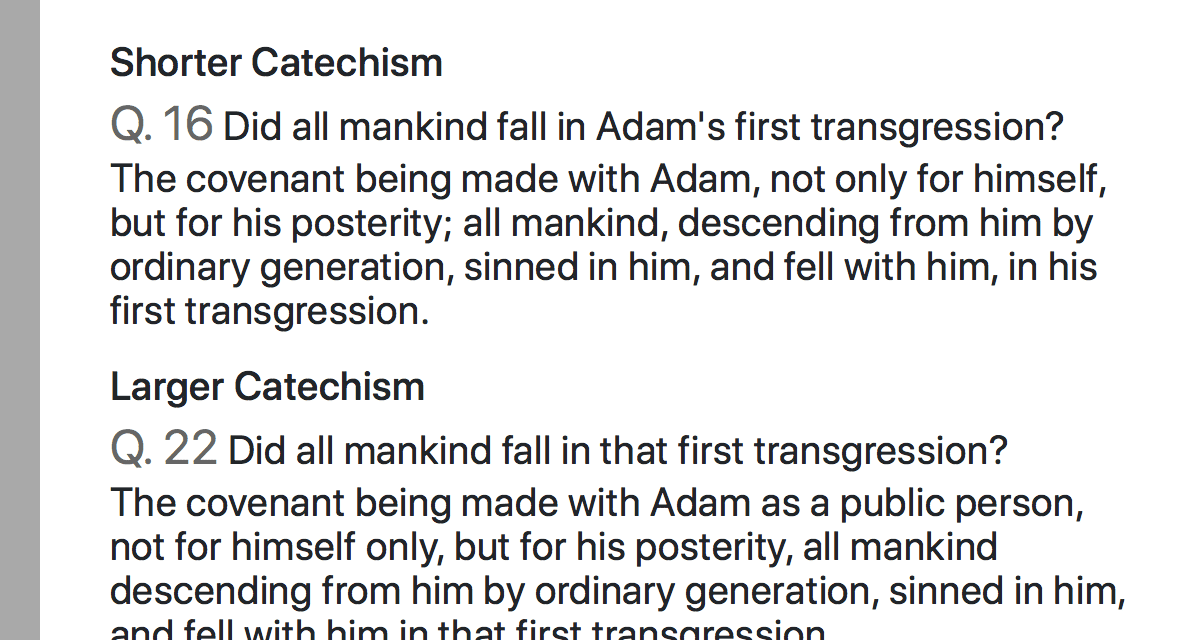 Shorter Catechism
Q. 16 Did all mankind fall in Adam's first transgression?
The covenant being made with Adam, not only for himself,
but for his posterity; all mankind, descending from him by
ordinary generation, sinned in him, and fell with him, in his
first transgression.
Larger Catechism
Q. 22 Did all mankind fall in that first transgression?
The covenant being made with Adam as a public person,
not for himself only, but for his posterity, all mankind
descending from him by ordinary generation, sinned in him,
and fell with him in that first transgression.